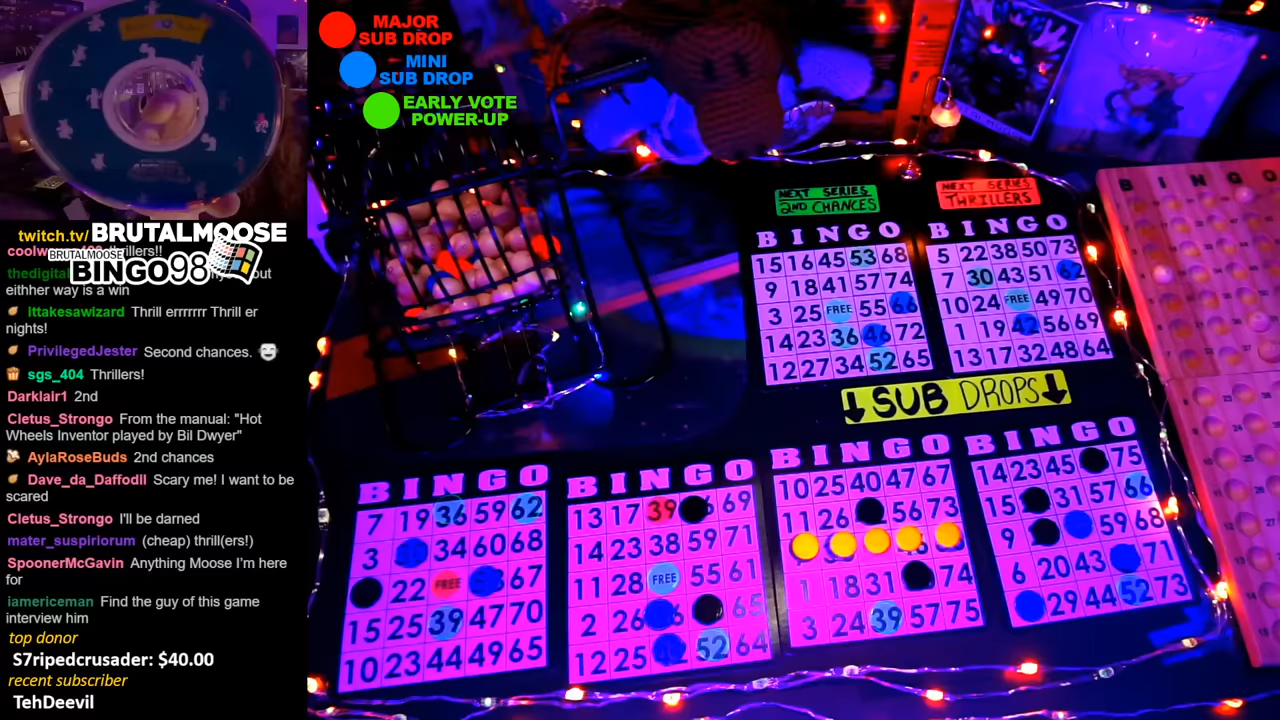 MAJOR
SUB DROP
MINI
SUB DROP
EARLY VOTE
POWER-UP
twitch.tv/BRUTALMOOSE
BRUTALMOOSE
BINGO98
thrillers!!
eithher way is a win
Ittakesawizard Thrill errrrrrr Thrill er
nights!
PrivilegedJester Second chances.
sgs_404 Thrillers!
Darklair1 2nd
Cletus_Strongo From the manual: "Hot
Wheels Inventor played by Bil Dwyer"
AylaRoseBuds 2nd chances
Dave_da_Daffodil Scary me! I want to be
scared
Cletus_Strongo I'll be darned
mater_suspiriorum (cheap) thrill(ers!)
SpoonerMcGavin Anything Moose I'm here
for
iamericeman Find the guy of this game
interview him
top donor
S7ripedcrusader: $40.00
recent subscriber
TehDeevil
NEXT SERIES
2ND CHANCES
BINGO
15 16 45 53 68
9 18 41 57 74
3 25 FREE 55 66
14 23 36 46 72
12 27 34 52 65
NEXT SERIES
THRILLERS
BINGO
5 22 38 50 73
7 30 43 51 62
10 24 FREE 49 70
1 19 42 56 69
13 17 32 48 64
SUB DROPS
BINGO
7 19 36 59 62
3 34 60 68
22 FREE 67
15 25 39 47 70
10 23 44 49 65
BINGO
13 17 39 69
14 23 38 59 71
11 28 FREE 55 61
2 26 65
12 25 52 64
BINGO
10 25 40 47 67
11 26 56 73
1 18 31 74
3 24 39 57 75
BINGO
14 23 45 75
15 31 57 66
9 59 68
6 20 43 71
29 44 52 73
BINGO